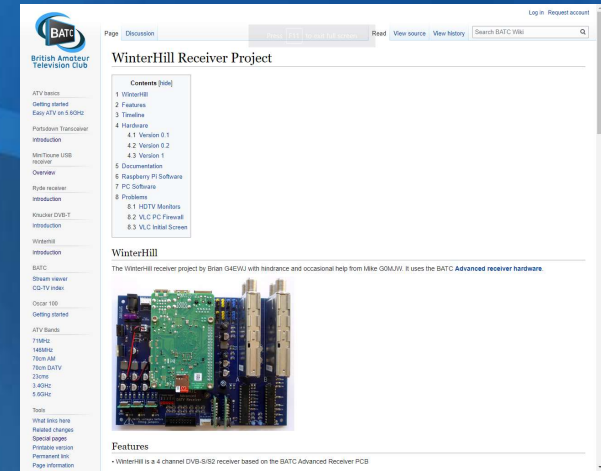 Log in Request account
BATC
British Amateur
Television Club
Page Discussion
Read View source View history Search BATC Wiki
WinterHill Receiver Project
Contents [hide]
1 WinterHill
2 Features
3 Timeline
4 Hardware
4.1 Version 0.1
4.2 Version 0.2
4.3 Version 1
5 Documentation
6 Raspberry Pi Software
7 PC Software
8 Problems
8.1 HDTV Monitors
8.2 VLC PC Firewall
8.3 VLC Initial Screen
ATV basics
Getting started
Easy ATV on 5.6GHz
Portsdown Transceiver
Introduction
MiniTioune USB
receiver
Overview
Ryde receiver
Introduction
Knucker DVB-T
Introduction
Winterhill
Introduction
BATC
Stream viewer
CQ-TV index
Oscar 100
Getting started
ATV Bands
71MHz
146MHz
70cm AM
70cm DATV
23cms
3.4GHz
5.6GHz
Tools
What links here
Related changes
Special pages
Printable version
Permanent link
Page information
WinterHill
The WinterHill receiver project by Brian G4EWJ with hindrance and occasional help from Mike G0MJW. It uses the BATC Advanced receiver hardware.
Features
• WinterHill is a 4 channel DVB-S/S2 receiver based on the BATC Advanced Receiver PCB